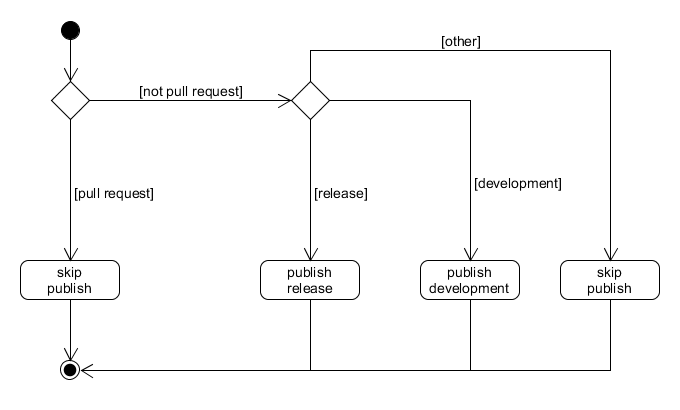 [other]
[not pull request]
[pull request]
[release]
[development]
skip
publish
publish
release
publish
development
skip
publish